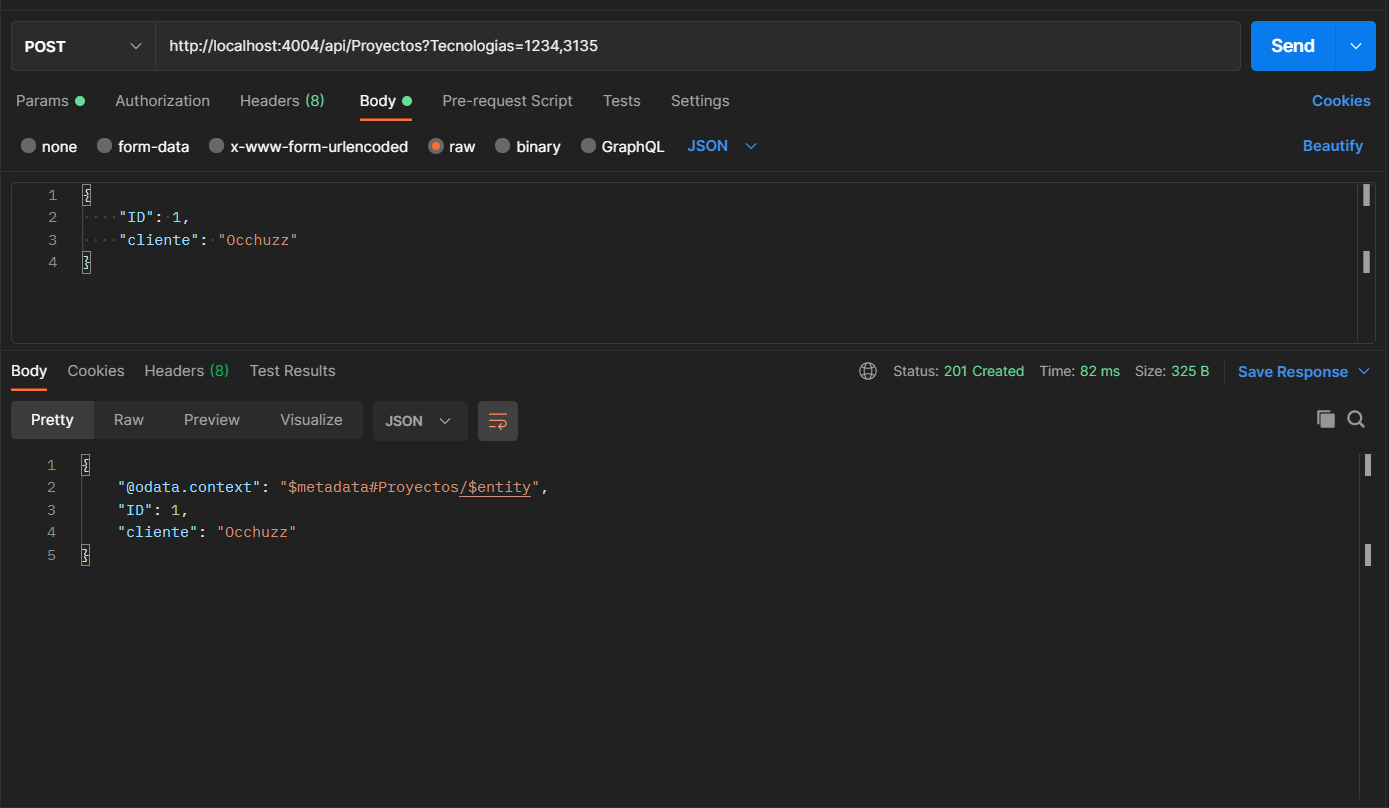 POST http://localhost:4004/api/Proyectos?Tecnologias=1234,3135 Send
Params Authorization Headers (8) Body Pre-request Script Tests Settings Cookies
none form-data x-www-form-urlencoded raw binary GraphQL JSON Beautify
1 {
2 "ID": 1,
3 "cliente": "Occhuzz"
4 }
Body Cookies Headers (8) Test Results Status: 201 Created Time: 82 ms Size: 325 B Save Response
Pretty Raw Preview Visualize JSON
1 {
2 "@odata.context": "$metadata#Proyectos/$entity",
3 "ID": 1,
4 "cliente": "Occhuzz"
5 }